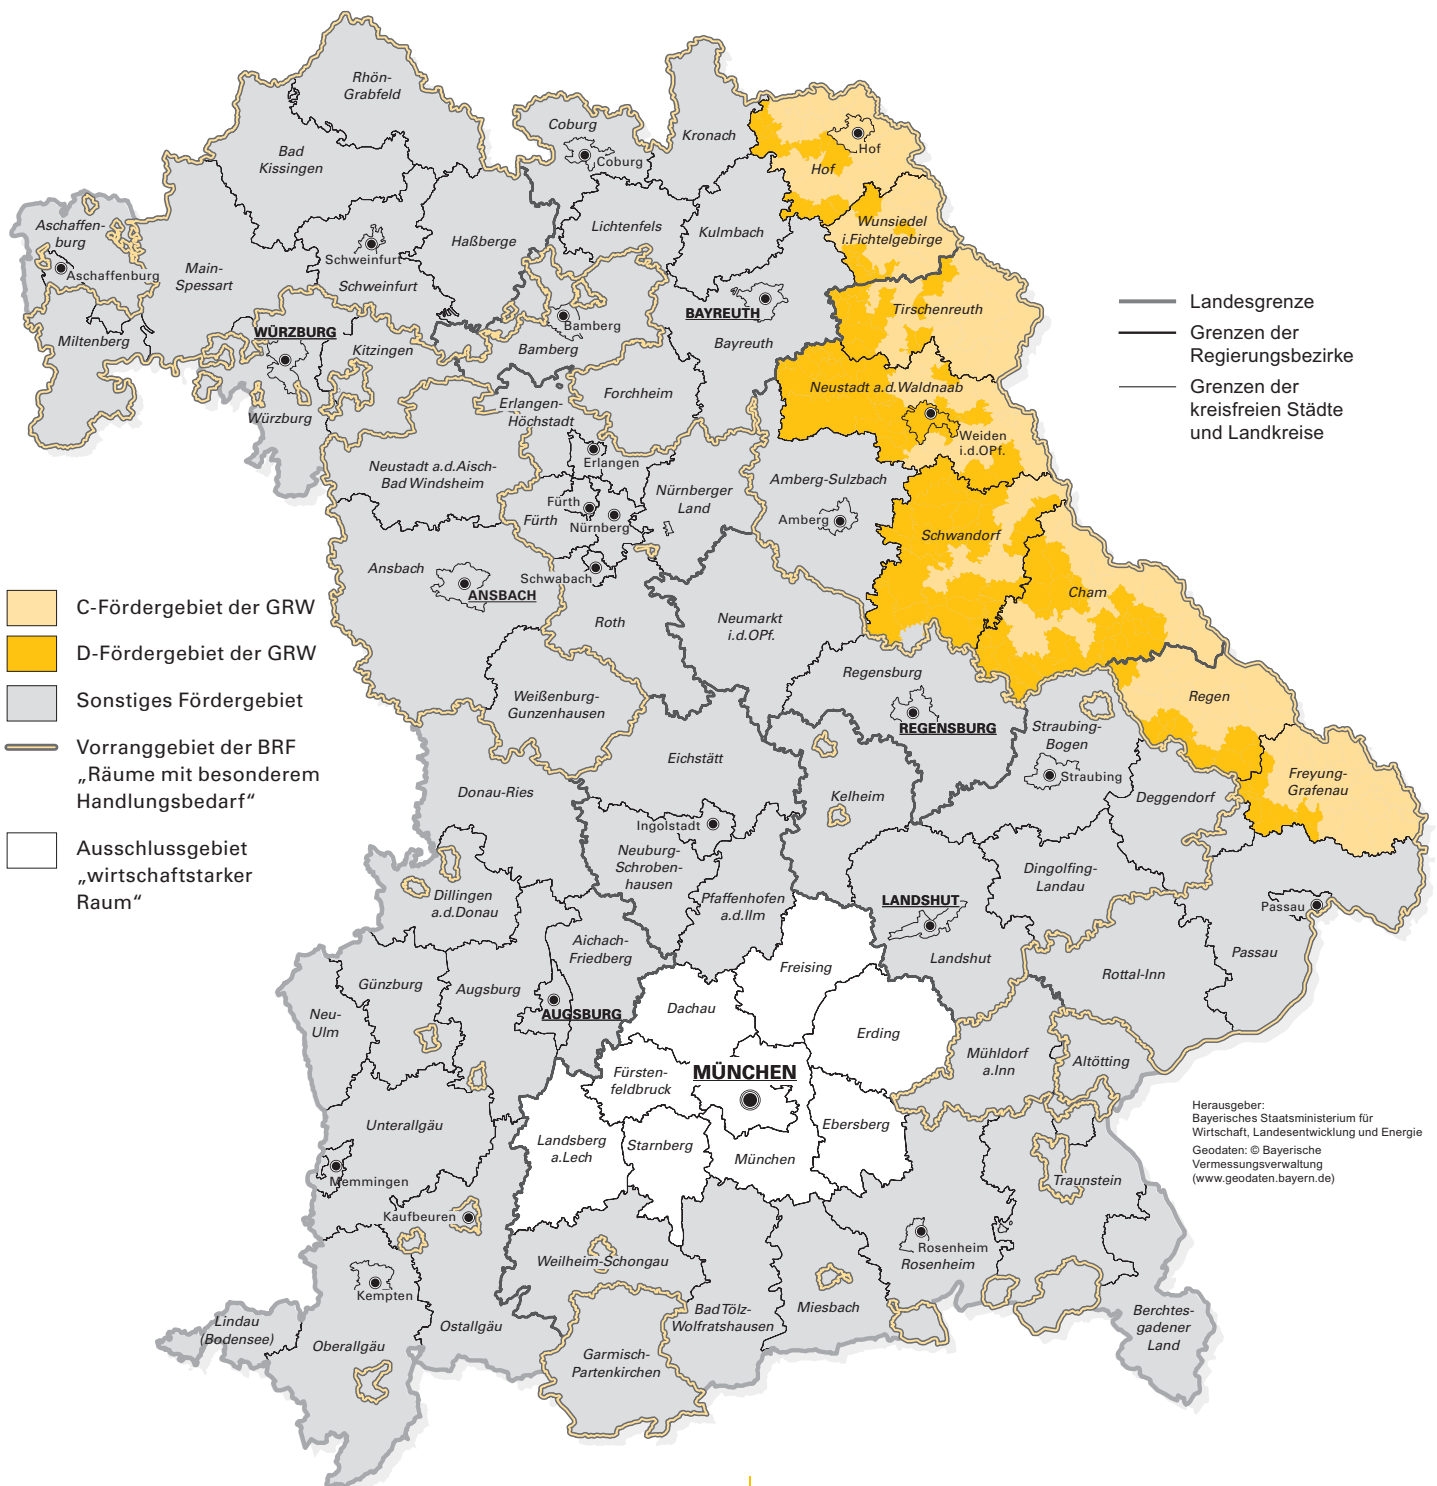 Rhön-
Grabfeld
Bad
Kissingen
Coburg
Coburg
Kronach
Hof
Hof
Aschaffen-
burg
Aschaffenburg
Main-
Spessart
Schweinfurt
Schweinfurt
Haßberge
Lichtenfels
Kulmbach
Wunsiedel
i.Fichtelgebirge
Miltenberg
WÜRZBURG
Würzburg
Kitzingen
Bamberg
Bamberg
BAYREUTH
Bayreuth
Tirschenreuth
Forchheim
Erlangen-
Höchstadt
Neustadt a.d.Waldnaab
Weiden
i.d.OPf.
Neustadt a.d.Aisch-
Bad Windsheim
Erlangen
Fürth
Fürth
Nürnberg
Nürnberger
Land
Amberg-Sulzbach
Amberg
Schwandorf
Ansbach
ANSBACH
Schwabach
Roth
Neumarkt
i.d.OPf.
Cham
Weißenburg-
Gunzenhausen
Regensburg
REGENSBURG
Regen
Straubing-
Bogen
Straubing
Eichstätt
Kelheim
Deggendorf
Freyung-
Grafenau
Donau-Ries
Ingolstadt
Neuburg-
Schroben-
hausen
Pfaffenhofen
a.d.Ilm
Dingolfing-
Landau
LANDSHUT
Landshut
Passau
Passau
Rottal-Inn
Dillingen
a.d.Donau
Aichach-
Friedberg
Freising
Günzburg
Augsburg
AUGSBURG
Neu-
Ulm
Dachau
Erding
Mühldorf
a.Inn
Altötting
Fürsten-
feldbruck
MÜNCHEN
München
Ebersberg
Landsberg
a.Lech
Starnberg
Unterallgäu
Memmingen
Kaufbeuren
Traunstein
Weilheim-Schongau
Rosenheim
Rosenheim
Kempten
Lindau
(Bodensee)
Oberallgäu
Ostallgäu
Bad Tölz-
Wolfratshausen
Miesbach
Garmisch-
Partenkirchen
Berchtes-
gadener
Land
Landesgrenze
Grenzen der
Regierungsbezirke
Grenzen der
kreisfreien Städte
und Landkreise
C-Fördergebiet der GRW
D-Fördergebiet der GRW
Sonstiges Fördergebiet
Vorranggebiet der BRF
„Räume mit besonderem
Handlungsbedarf“
Ausschlussgebiet
„wirtschaftstarker
Raum“
Herausgeber:
Bayerisches Staatsministerium für
Wirtschaft, Landesentwicklung und Energie
Geodaten: © Bayerische
Vermessungsverwaltung
(www.geodaten.bayern.de)